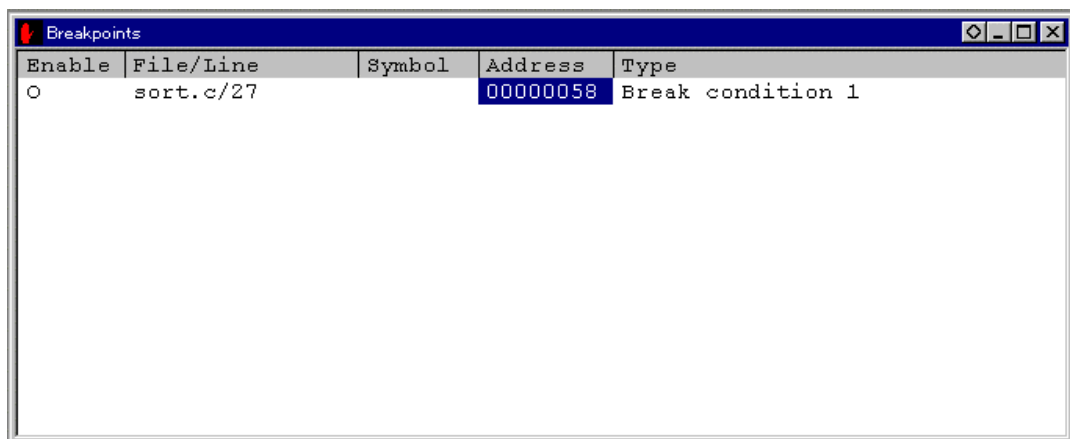 Breakpoints
Enable File/Line Symbol Address Type
O sort.c/27 00000058 Break condition 1